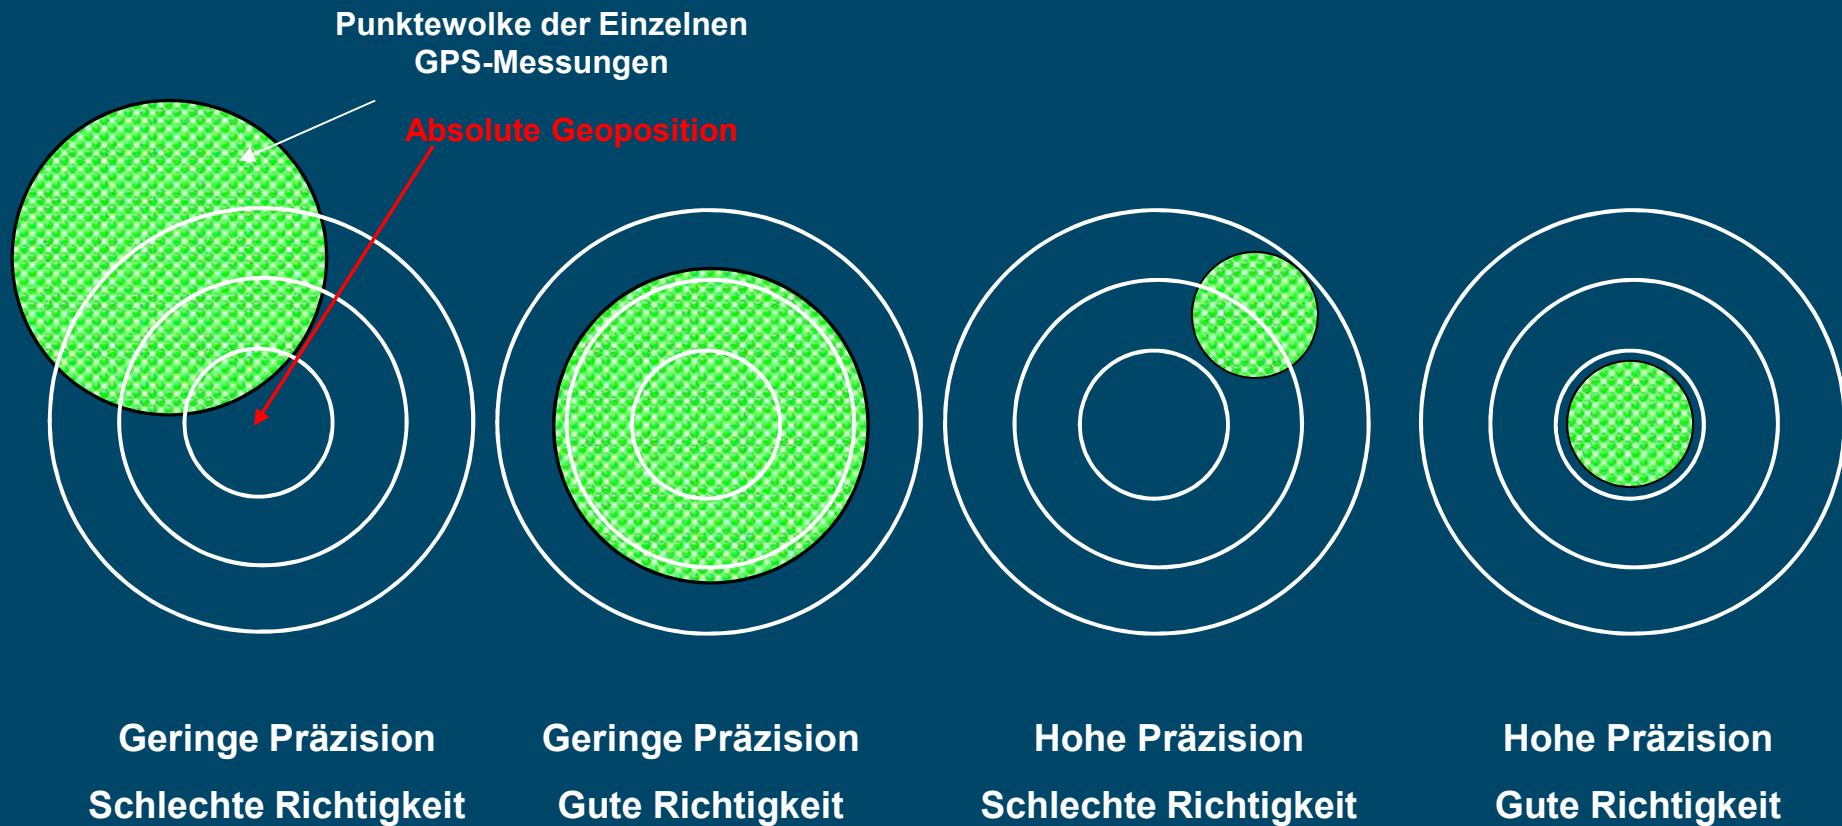 Punktewolke der Einzelnen
GPS-Messungen
Absolute Geoposition
Geringe Präzision
Schlechte Richtigkeit
Geringe Präzision
Gute Richtigkeit
Hohe Präzision
Schlechte Richtigkeit
Hohe Präzision
Gute Richtigkeit